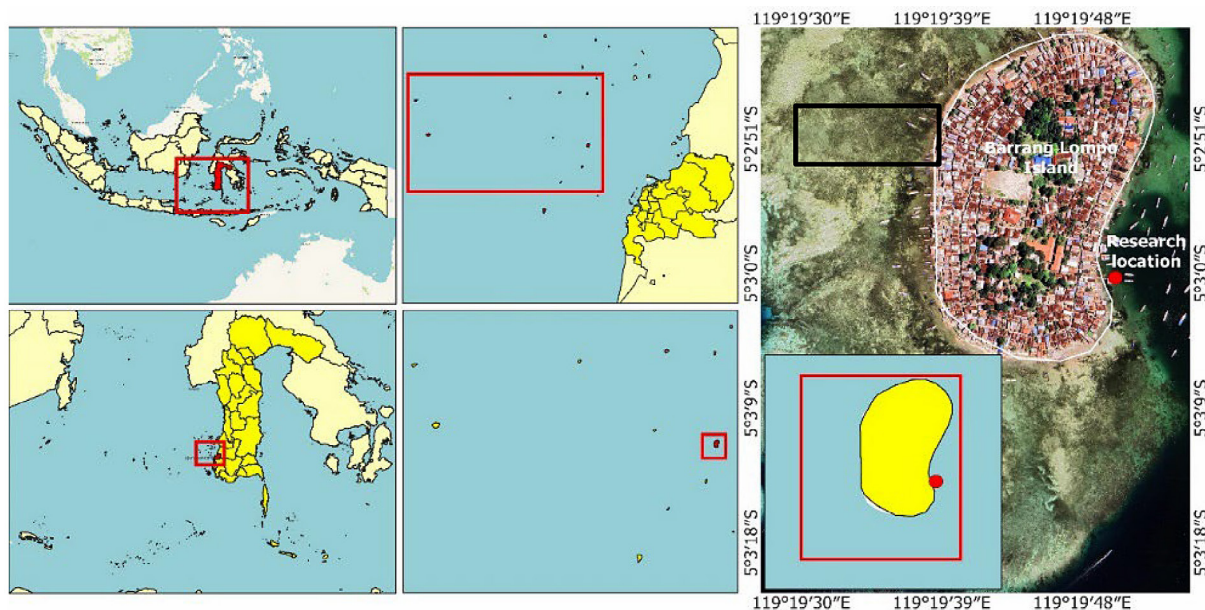 119°19′30″E 119°19′39″E 119°19′48″E
5°2′51″S
5°2′51″S
Barrang Lompo
Island
Research
location
5°3′0″S
5°3′0″S
5°3′9″S
5°3′9″S
5°3′18″S
5°3′18″S
119°19′30″E 119°19′39″E 119°19′48″E